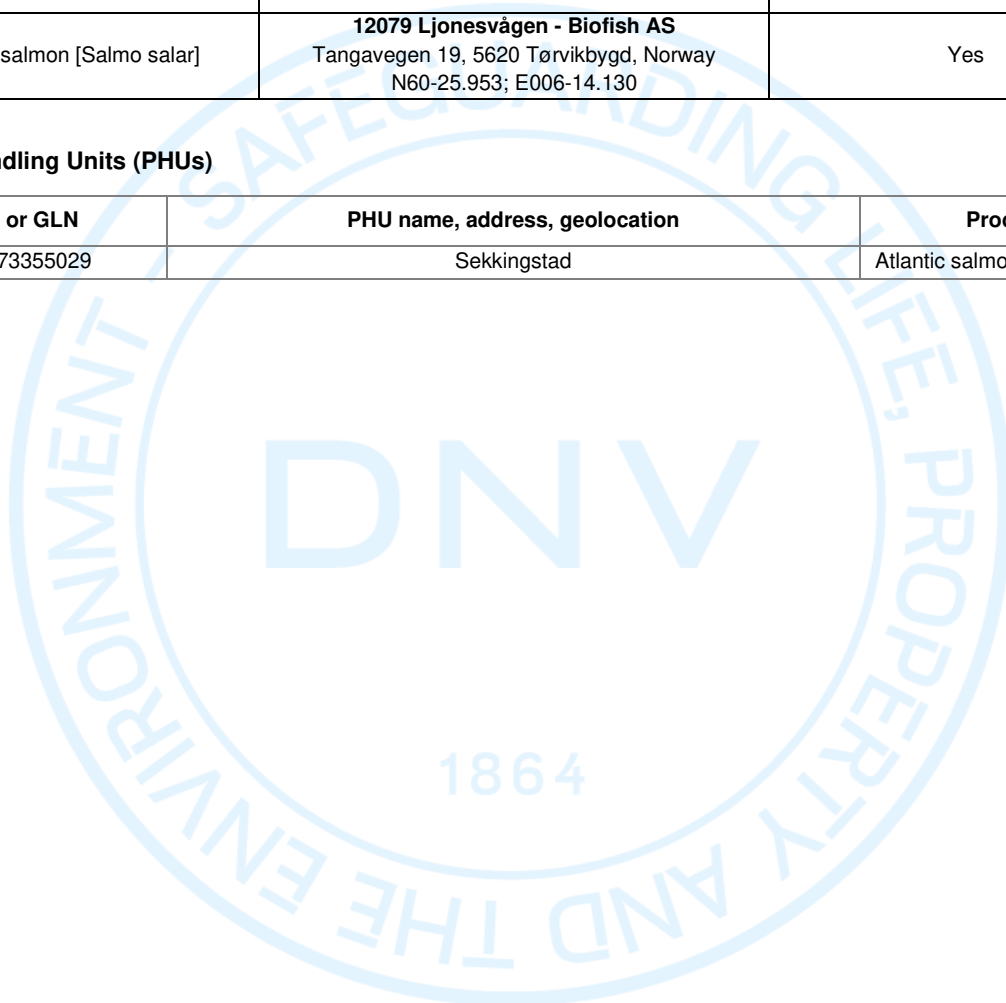 12079 Ljonesvågen - Biofish AS
salmon [Salmo salar] Tangavegen 19, 5620 Tørvikbygd, Norway Yes
N60-25.953; E006-14.130
ndling Units (PHUs)
or GLN PHU name, address, geolocation Prod
73355029 Sekkingstad Atlantic salmo
SAFEGUARDING LIFE, PROPERTY AND THE ENVIRONMENT
DNV
1864